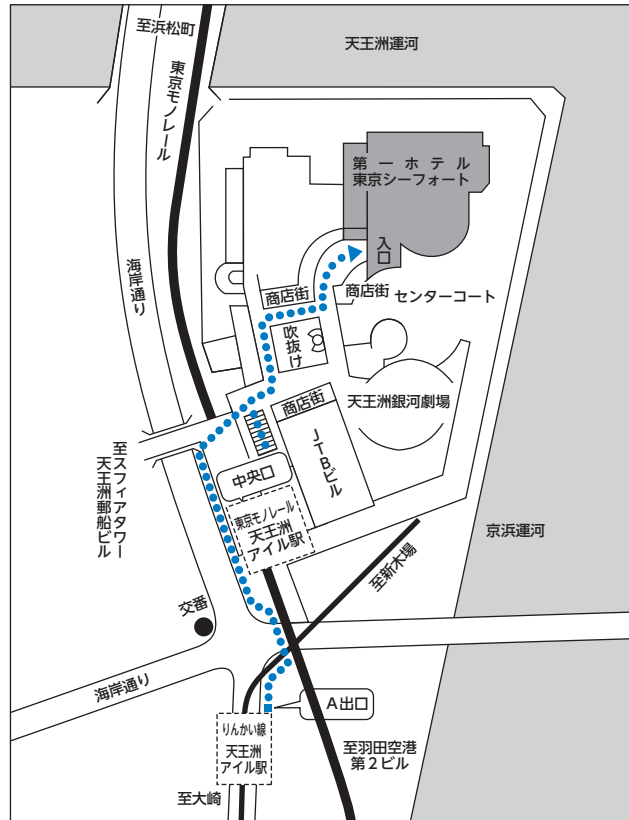 至浜松町
天王洲運河
東京モノレール
第一ホテル
東京シーフォート
入口
海岸通り
商店街
商店街
センターコート
吹抜け
商店街
天王洲銀河劇場
JTBビル
至スフィアタワー
天王洲郵船ビル
中央口
東京モノレール
天王洲
アイル駅
京浜運河
至新木場
交番
海岸通り
A出口
りんかい線
天王洲
アイル駅
至羽田空港
第2ビル
至大崎